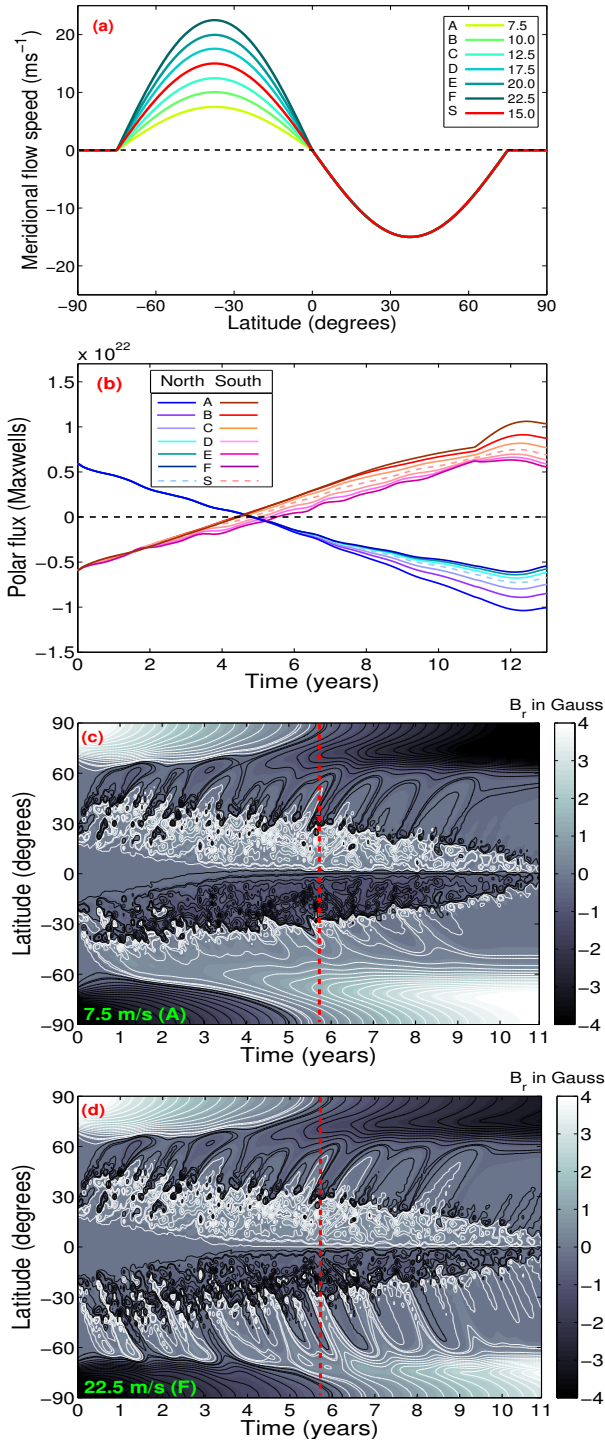 (a)
Meridional flow speed (ms⁻¹)
20
10
0
−10
−20
A 7.5
B 10.0
C 12.5
D 17.5
E 20.0
F 22.5
S 15.0
−90 −60 −30 0 30 60 90
Latitude (degrees)
x 10²²
(b)
Polar flux (Maxwells)
1.5
1
0.5
0
−0.5
−1
−1.5
North South
A
B
C
D
E
F
S
0 2 4 6 8 10 12
Time (years)
B_r in Gauss
(c)
Latitude (degrees)
90
60
30
0
−30
−60
−90
7.5 m/s (A)
0 1 2 3 4 5 6 7 8 9 10 11
Time (years)
4
3
2
1
0
−1
−2
−3
−4
B_r in Gauss
(d)
Latitude (degrees)
90
60
30
0
−30
−60
−90
22.5 m/s (F)
0 1 2 3 4 5 6 7 8 9 10 11
Time (years)
4
3
2
1
0
−1
−2
−3
−4